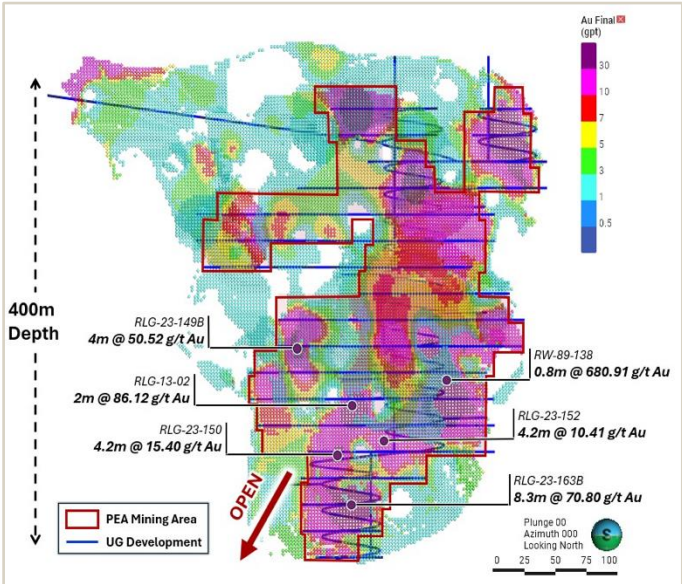 Au Final
(gpt)
30
10
7
5
3
1
0.5
400m
Depth
RLG-23-149B
4m @ 50.52 g/t Au
RLG-13-02
2m @ 86.12 g/t Au
RLG-23-150
4.2m @ 15.40 g/t Au
RW-89-138
0.8m @ 680.91 g/t Au
RLG-23-152
4.2m @ 10.41 g/t Au
RLG-23-163B
8.3m @ 70.80 g/t Au
OPEN
PEA Mining Area
UG Development
Plunge 00
Azimuth 000
Looking North
S
0 25 50 75 100